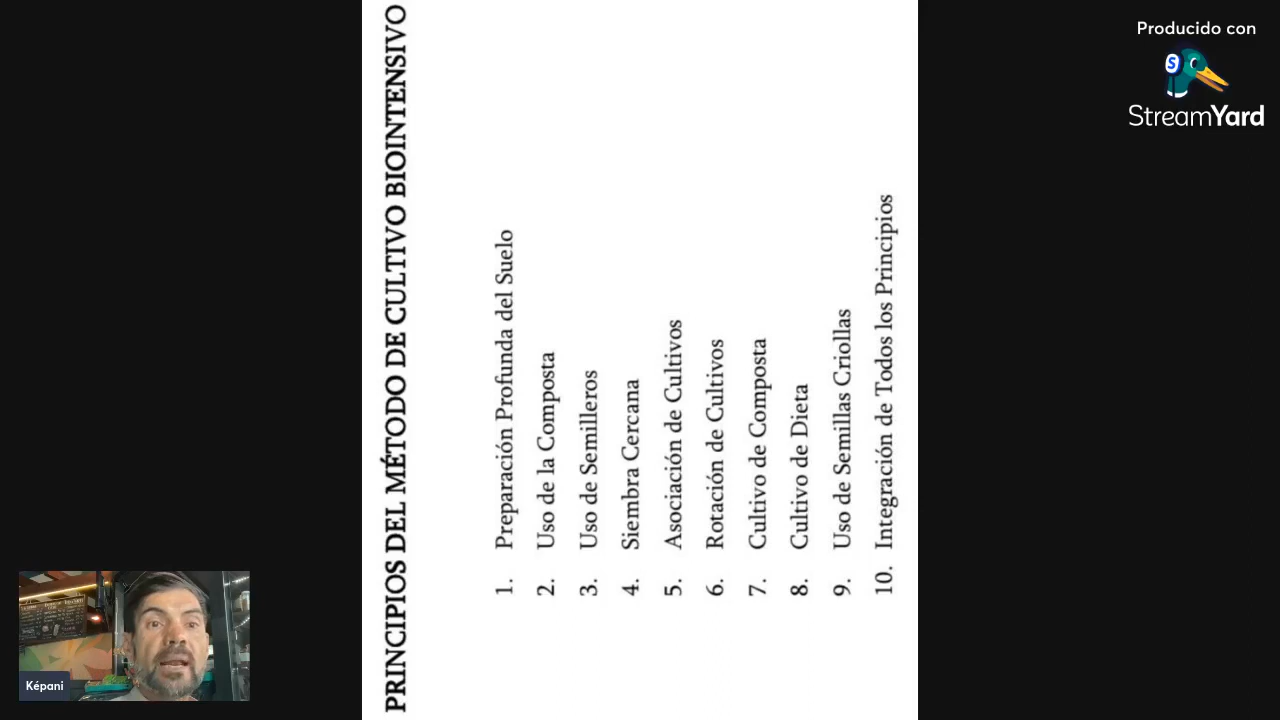 PRINCIPIOS DEL MÉTODO DE CULTIVO BIOINTENSIVO
1. Preparación Profunda del Suelo
2. Uso de la Composta
3. Uso de Semilleros
4. Siembra Cercana
5. Asociación de Cultivos
6. Rotación de Cultivos
7. Cultivo de Composta
8. Cultivo de Dieta
9. Uso de Semillas Criollas
10. Integración de Todos los Principios
Producido con
StreamYard
Képani